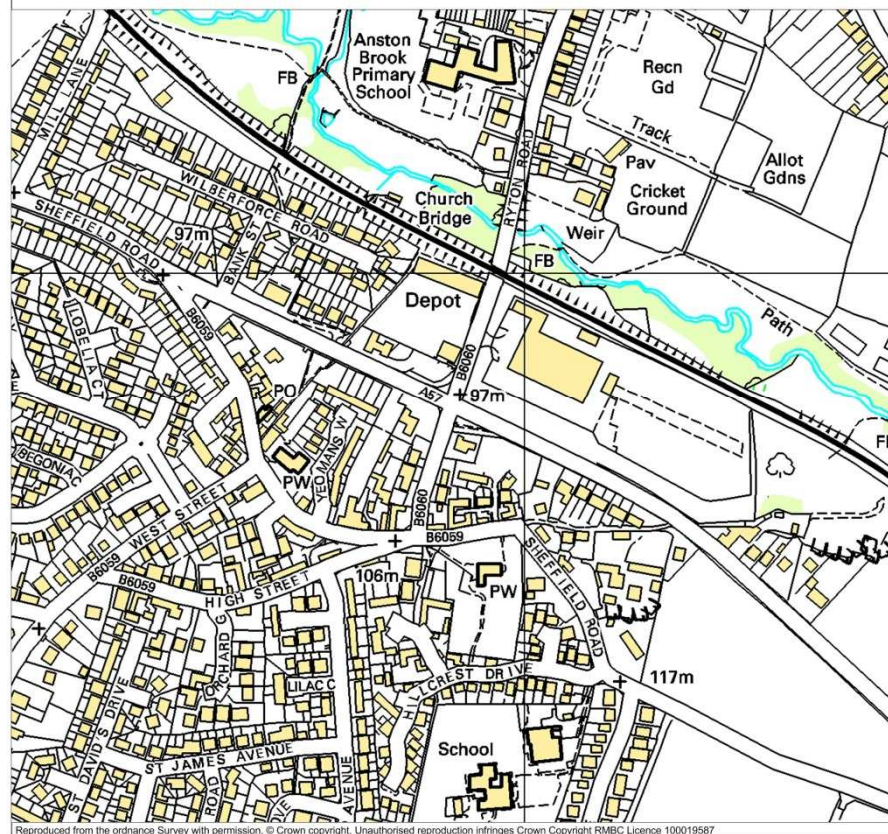 Anston
Brook
Primary
School
Recn
Gd
FB
MILL LANE
RYTON ROAD
Track
Pav
Allot
Gdns
Cricket
Ground
WILBERFORCE ROAD
Church
Bridge
SHEFFIELD ROAD
97m
BANK ST
Weir
FB
Depot
Path
LOBELIA CT
B6059
B6060
PO
A57
97m
BEGONIA C
YEOMANS W
PW
B6060
B6059 WEST STREET
B6059
SHEFFIELD ROAD
B6059
HIGH STREET
106m
PW
ORCHARD
LILAC C
HILLCREST DRIVE
117m
ST DAVIDS DRIVE
ST JAMES AVENUE
ROAD
AVENUE
School
Reproduced from the ordnance Survey with permission. © Crown copyright. Unauthorised reproduction infringes Crown Copyright RMBC Licence 100019587